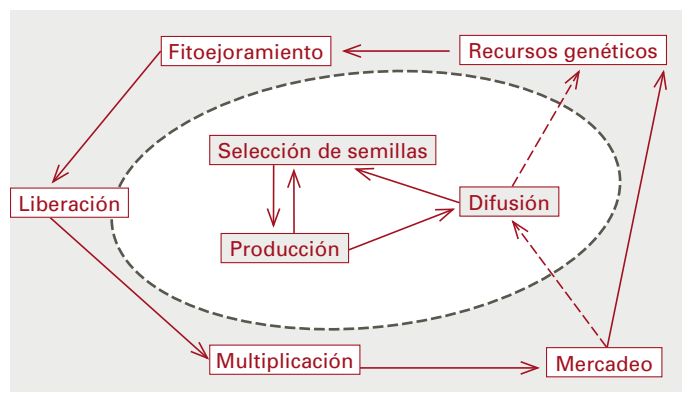 Fitoejoramiento
Recursos genéticos
Selección de semillas
Liberación
Difusión
Producción
Multiplicación
Mercadeo